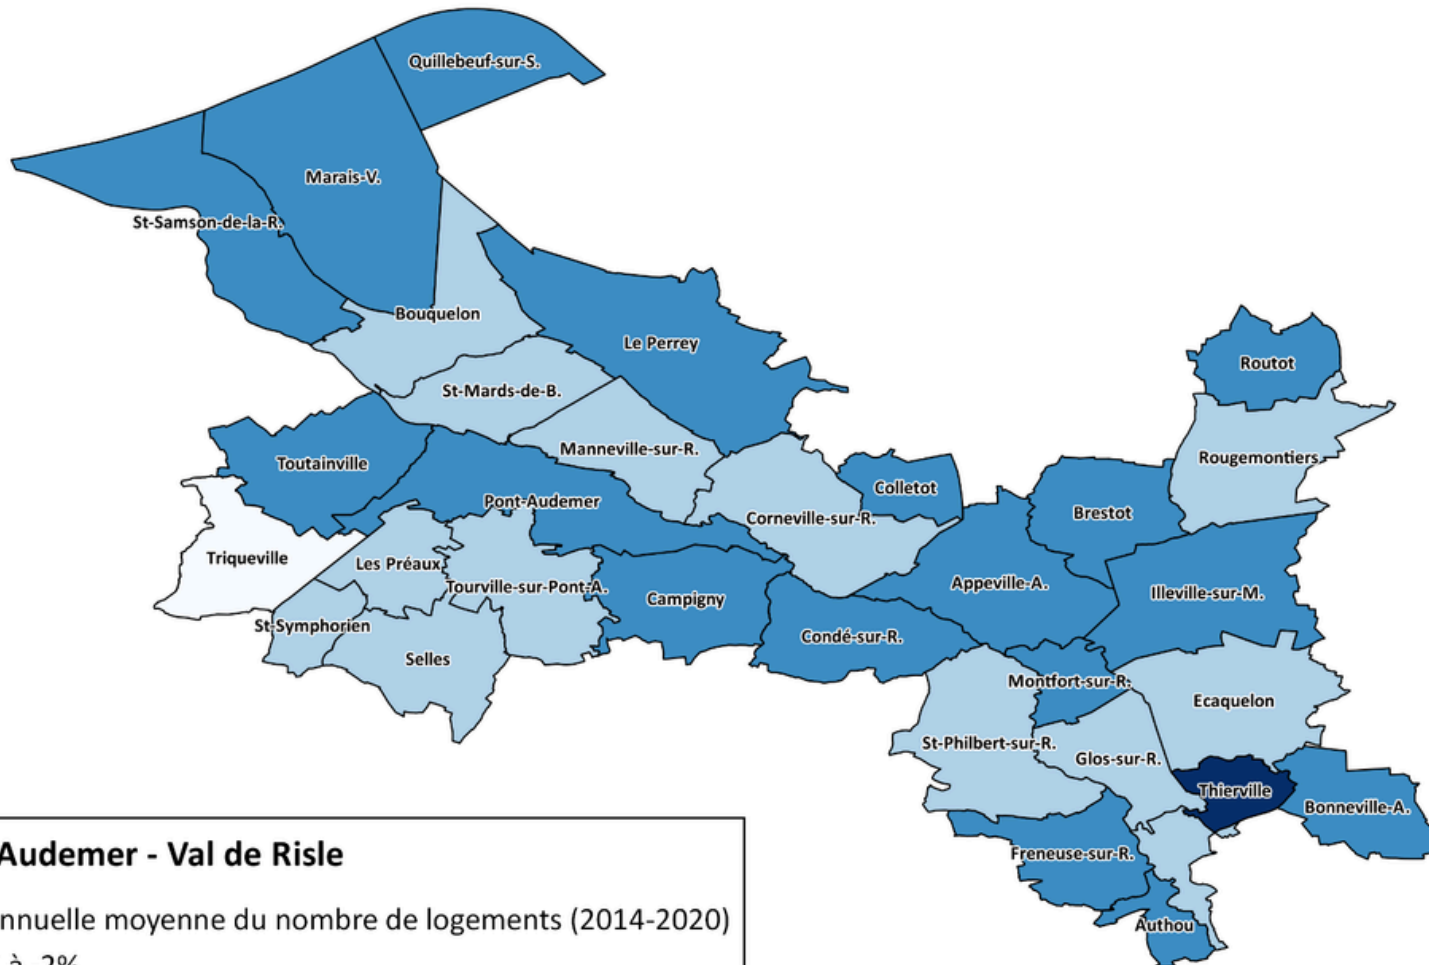 Quillebeuf-sur-S.
Marais-V.
St-Samson-de-la-R.
Bouquelon
Le Perrey
Routot
St-Mards-de-B.
Manneville-sur-R.
Rougemontiers
Toutainville
Colletot
Pont-Audemer
Brestot
Corneville-sur-R.
Triqueville
Les Préaux
Appeville-A.
Tourville-sur-Pont-A.
Illeville-sur-M.
Campigny
St-Symphorien
Condé-sur-R.
Selles
Montfort-sur-R.
Ecaquelon
St-Philbert-sur-R.
Glos-sur-R.
Thierville
Bonneville-A.
Freneuse-sur-R.
Authou
Audemer - Val de Risle
nnuelle moyenne du nombre de logements (2014-2020)
à -2%